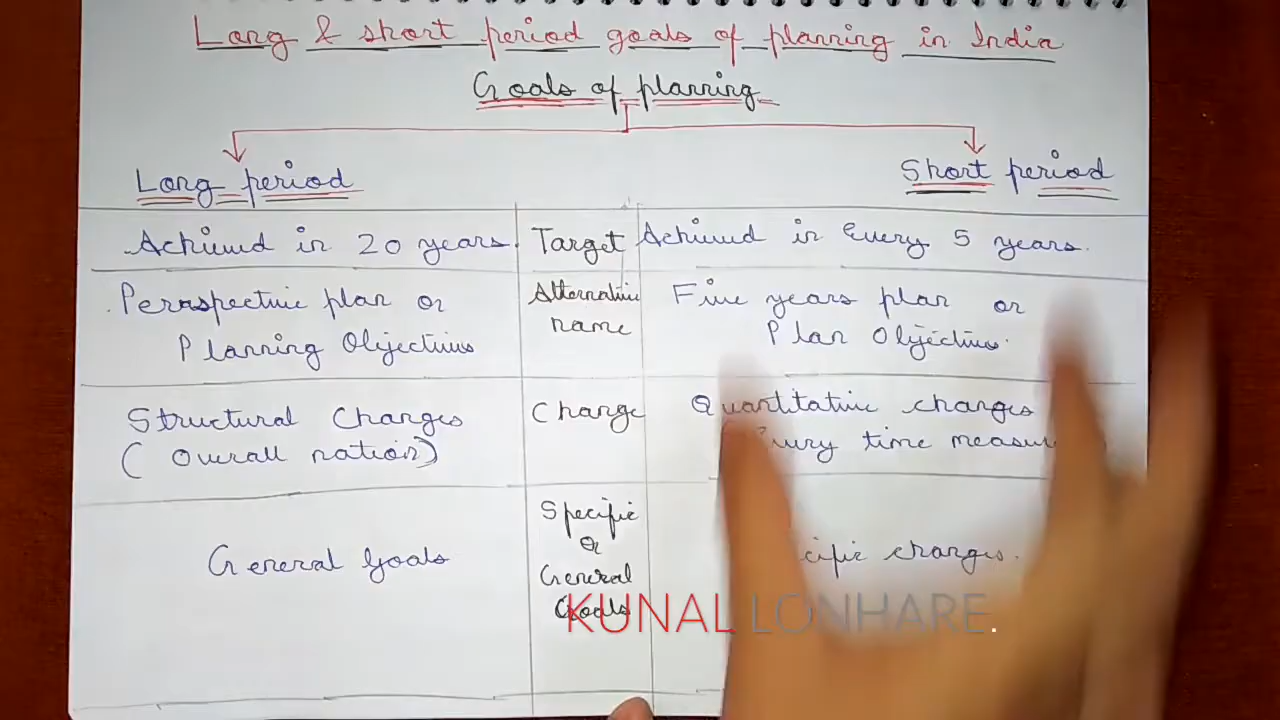 Long & short period goals of planning in India
Goals of planning
Long period
Short period
Achieved in 20 years.
Target
Achieved in Every 5 years.
Perspective plan or
Planning Objectives
Alternative
name
Five years plan or
Plan Objectives.
Structural Changes
(Overall nation)
Change
Quantitative changes
time
General Goals
Specific
or
General
Goals
changes.
KUNAL LONHARE.